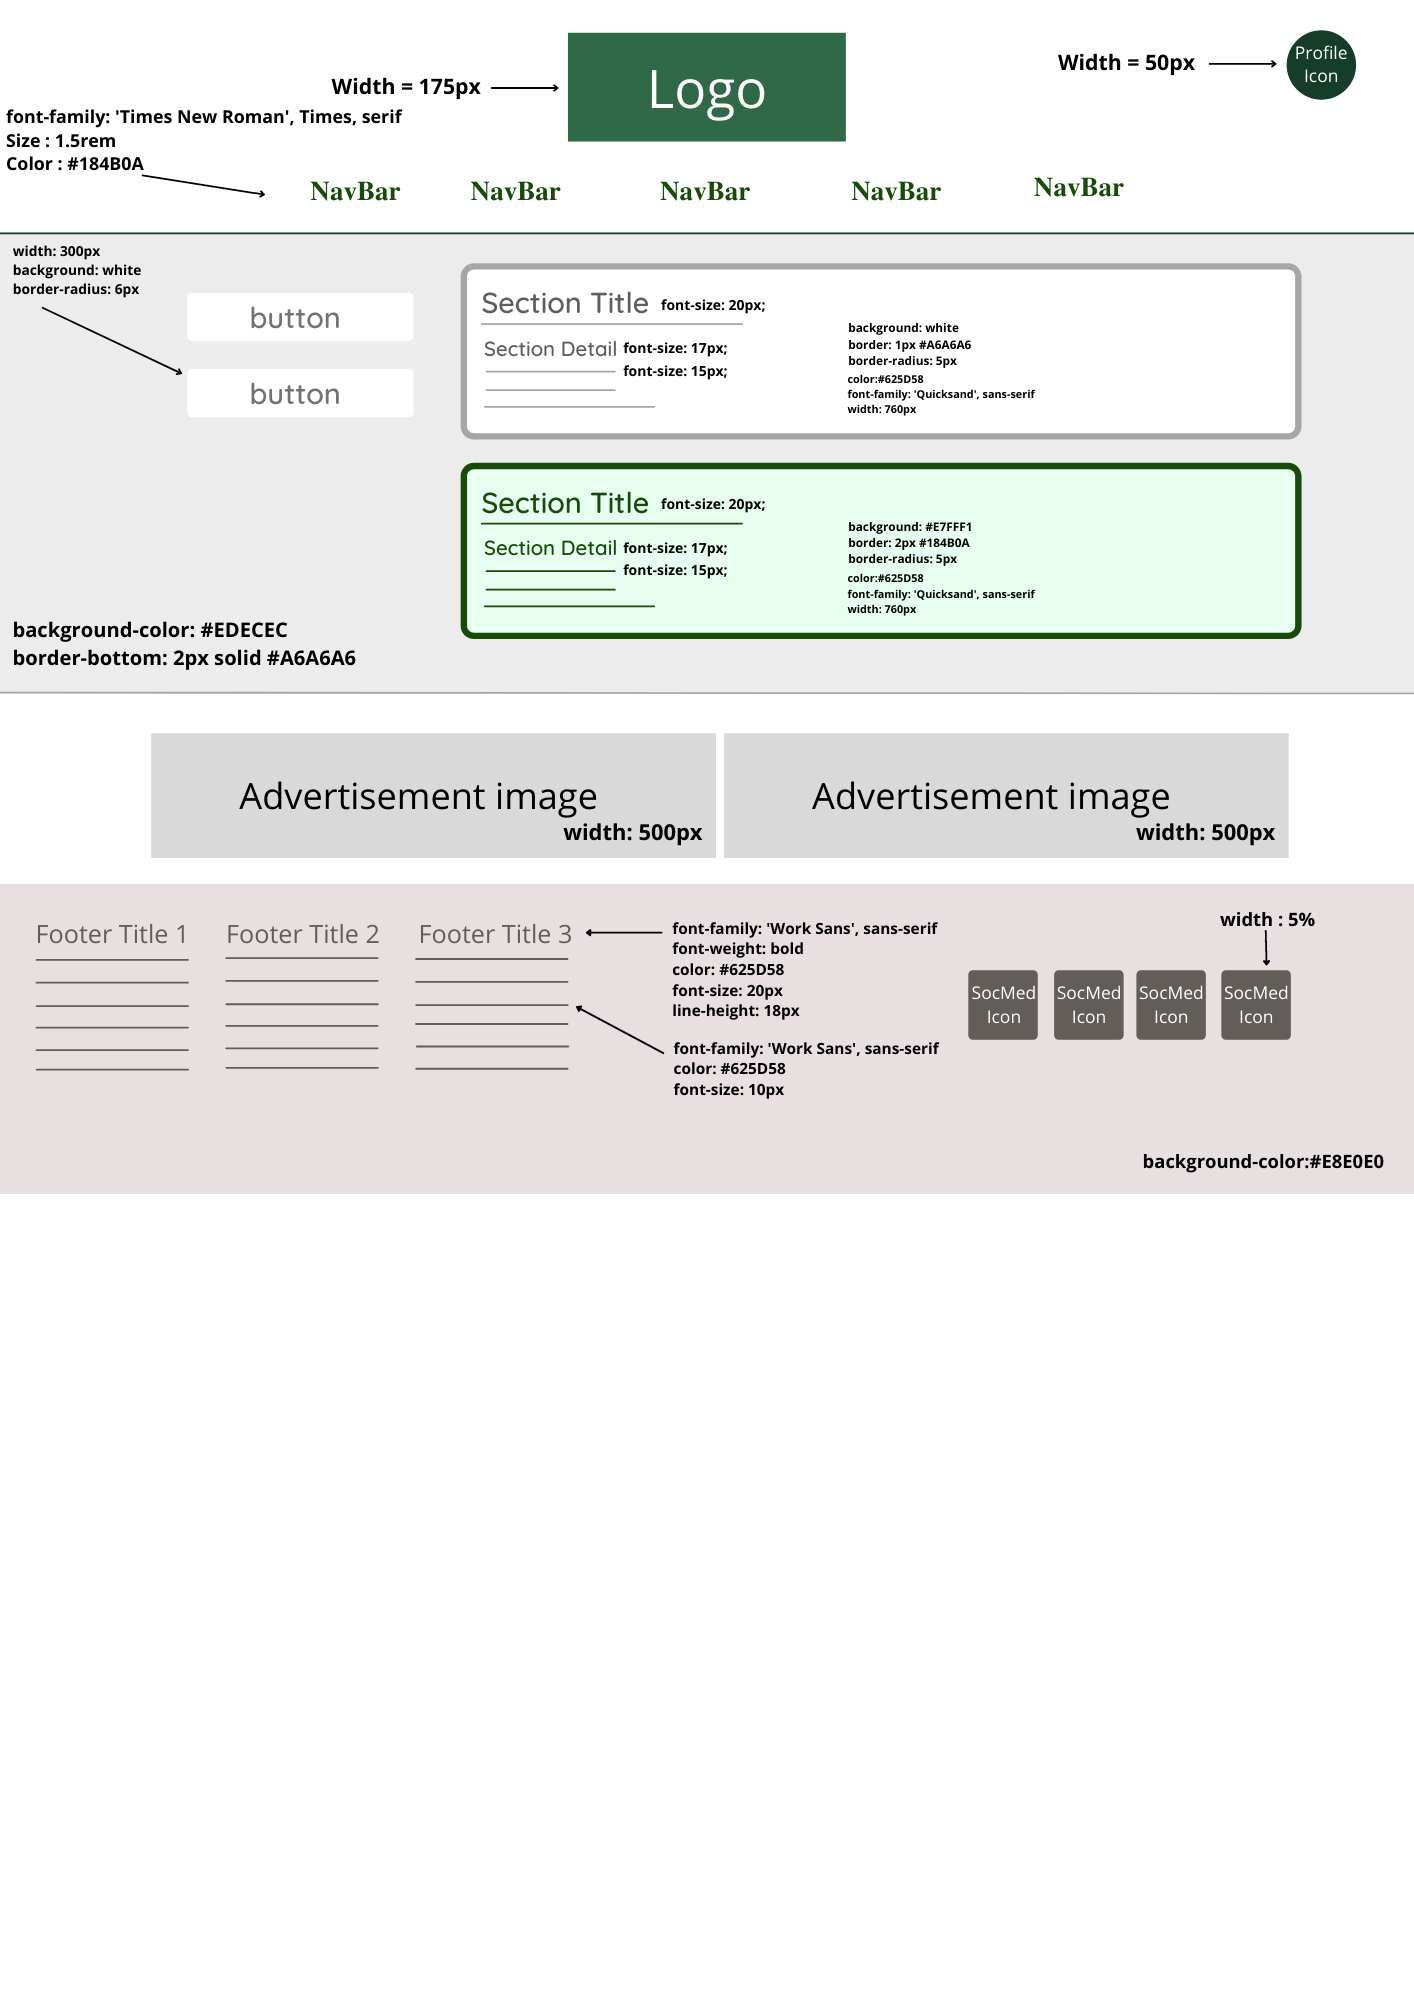 Logo
Profile
Icon
Width = 50px
Width = 175px
font-family: 'Times New Roman', Times, serif
Size : 1.5rem
Color : #184B0A
NavBar NavBar NavBar NavBar NavBar
width: 300px
background: white
border-radius: 6px
button
button
Section Title font-size: 20px;
Section Detail font-size: 17px;
font-size: 15px;
background: white
border: 1px #A6A6A6
border-radius: 5px
color:#625D58
font-family: 'Quicksand', sans-serif
width: 760px
Section Title font-size: 20px;
Section Detail font-size: 17px;
font-size: 15px;
background: #E7FFF1
border: 2px #184B0A
border-radius: 5px
color:#625D58
font-family: 'Quicksand', sans-serif
width: 760px
background-color: #EDECEC
border-bottom: 2px solid #A6A6A6
Advertisement image
width: 500px
Advertisement image
width: 500px
Footer Title 1 Footer Title 2 Footer Title 3
font-family: 'Work Sans', sans-serif
font-weight: bold
color: #625D58
font-size: 20px
line-height: 18px
font-family: 'Work Sans', sans-serif
color: #625D58
font-size: 10px
width : 5%
SocMed
Icon
SocMed
Icon
SocMed
Icon
SocMed
Icon
background-color:#E8E0E0